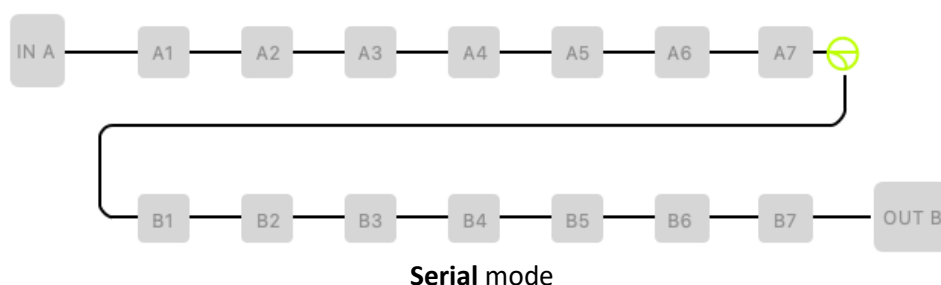 IN A A1 A2 A3 A4 A5 A6 A7
B1 B2 B3 B4 B5 B6 B7 OUT B
Serial mode